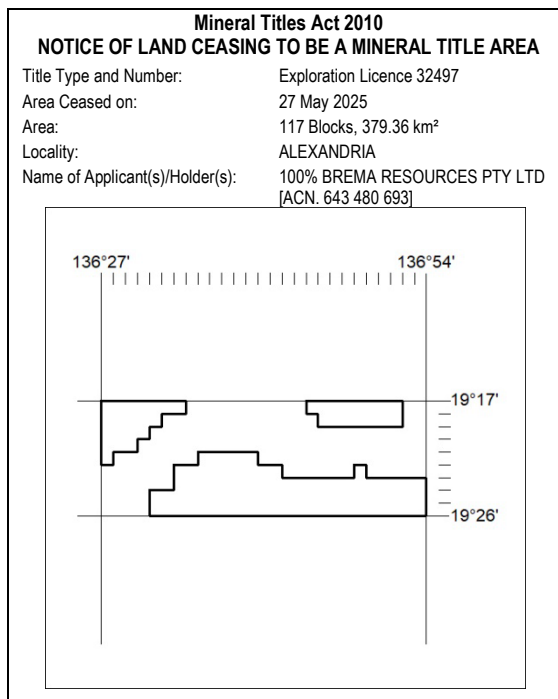 Mineral Titles Act 2010
NOTICE OF LAND CEASING TO BE A MINERAL TITLE AREA
Title Type and Number: Exploration Licence 32497
Area Ceased on: 27 May 2025
Area: 117 Blocks, 379.36 km²
Locality: ALEXANDRIA
Name of Applicant(s)/Holder(s): 100% BREMA RESOURCES PTY LTD
[ACN. 643 480 693]
136°27' 136°54'
19°17'
19°26'